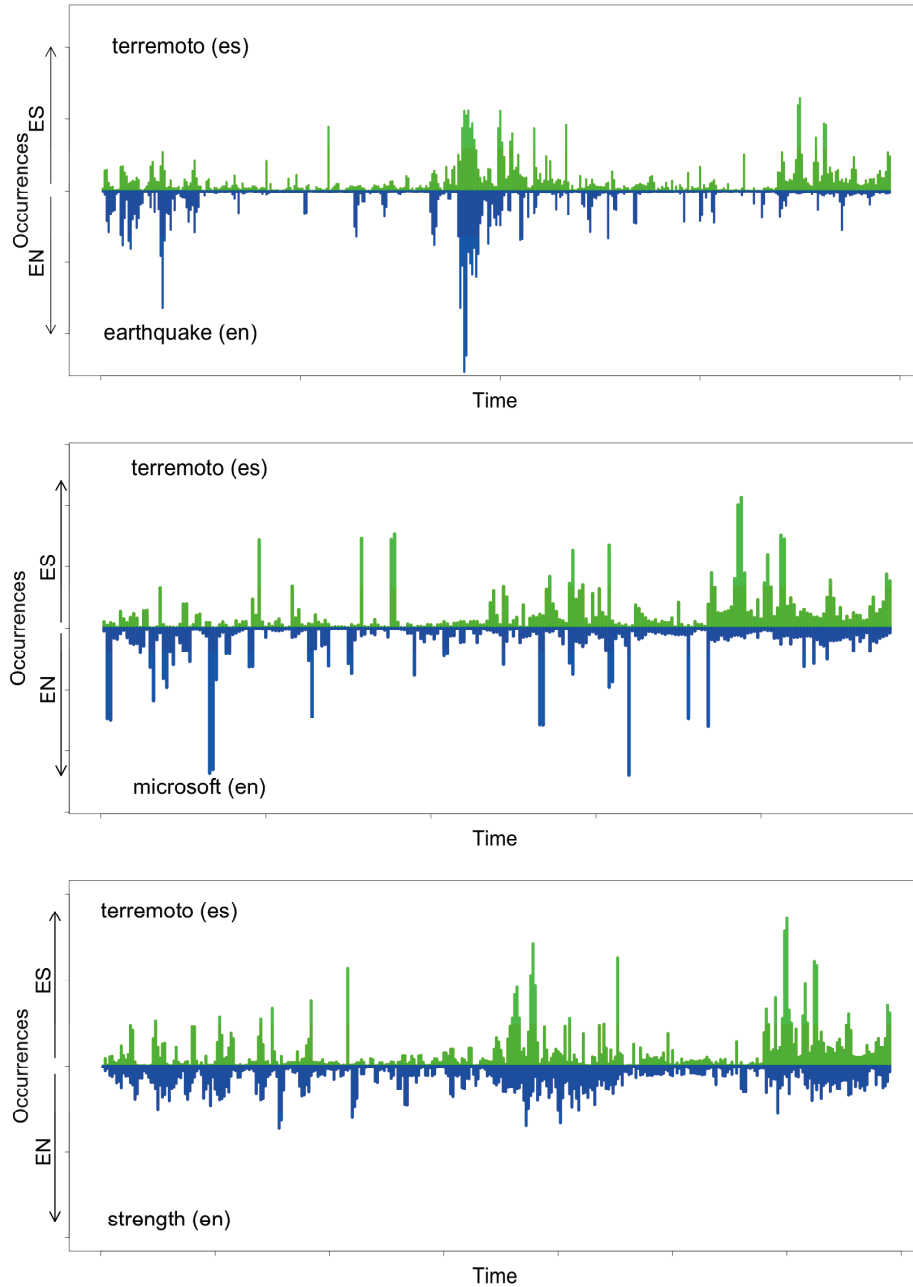 terremoto (es)
Occurrences
ES
EN
earthquake (en)
Time
terremoto (es)
Occurrences
ES
EN
microsoft (en)
Time
terremoto (es)
Occurrences
ES
EN
strength (en)
Time